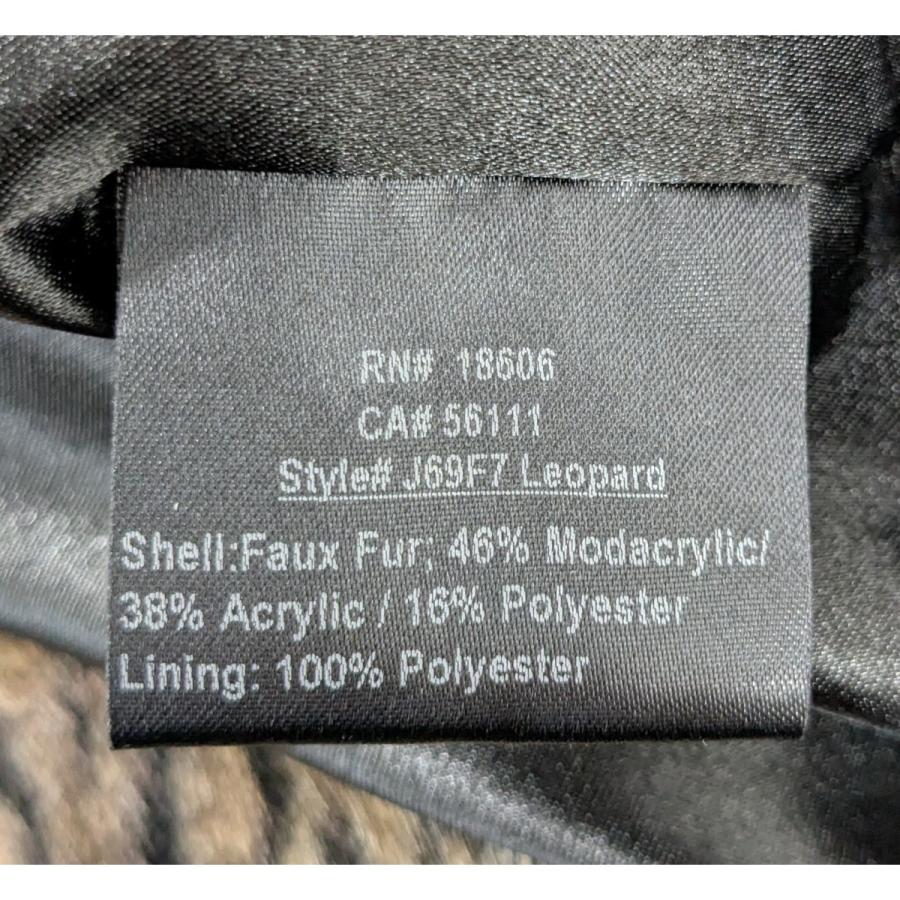 RN# 18606
CA# 56111
Style# J69F7 Leopard
Shell:Faux Fur; 46% Modacrylic/
38% Acrylic / 16% Polyester
Lining: 100% Polyester